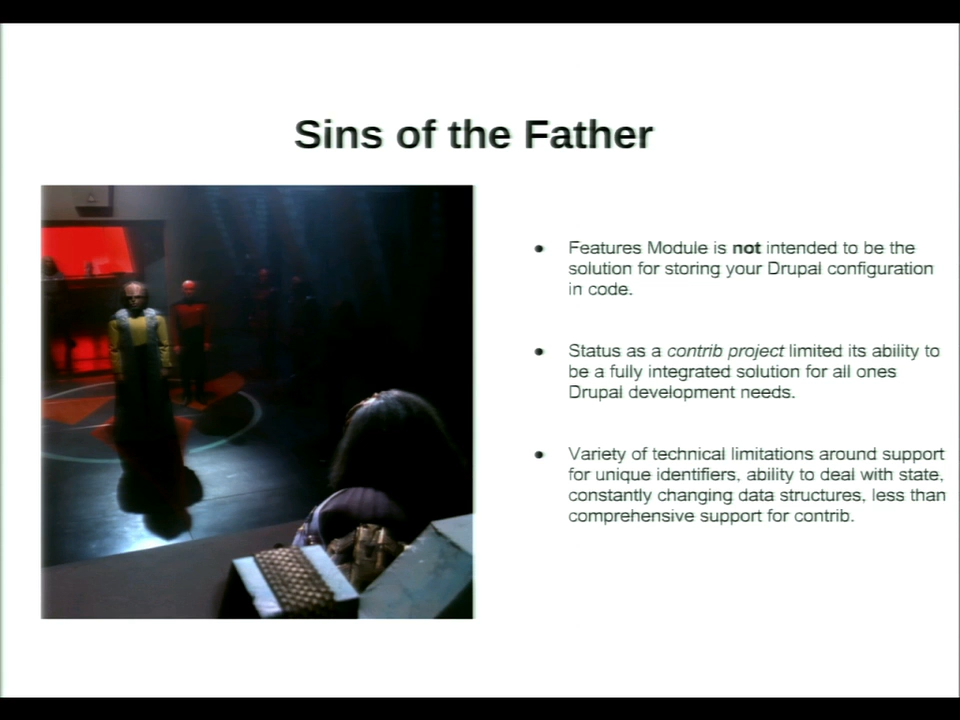 Sins of the Father
● Features Module is not intended to be the
solution for storing your Drupal configuration
in code.
● Status as a contrib project limited its ability to
be a fully integrated solution for all ones
Drupal development needs.
● Variety of technical limitations around support
for unique identifiers, ability to deal with state,
constantly changing data structures, less than
comprehensive support for contrib.